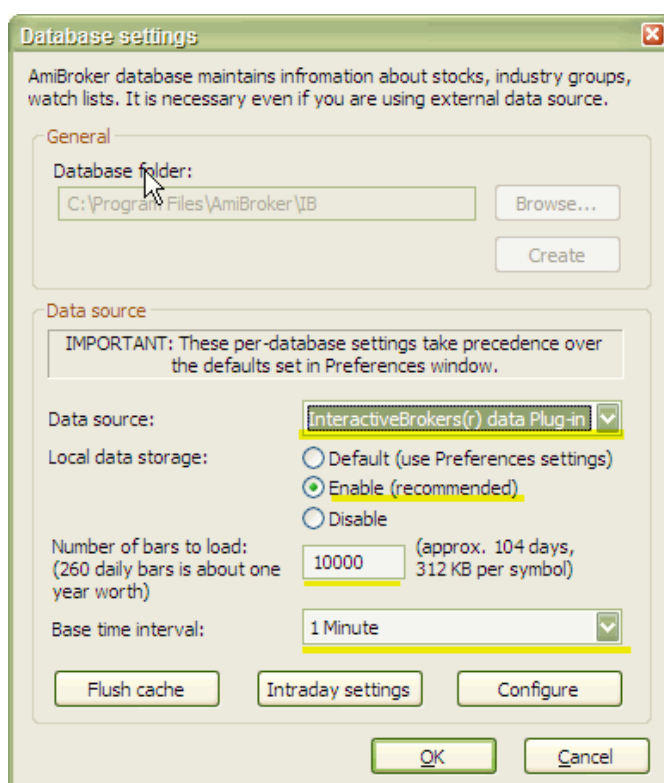 Database settings
AmiBroker database maintains infromation about stocks, industry groups,
watch lists. It is necessary even if you are using external data source.
General
Database folder:
C:\Program Files\AmiBroker\IB
Browse...
Create
Data source
IMPORTANT: These per-database settings take precedence over
the defaults set in Preferences window.
Data source:
InteractiveBrokers(r) data Plug-in
Local data storage:
Default (use Preferences settings)
Enable (recommended)
Disable
Number of bars to load:
(260 daily bars is about one
year worth)
10000
(approx. 104 days,
312 KB per symbol)
Base time interval:
1 Minute
Flush cache
Intraday settings
Configure
OK
Cancel